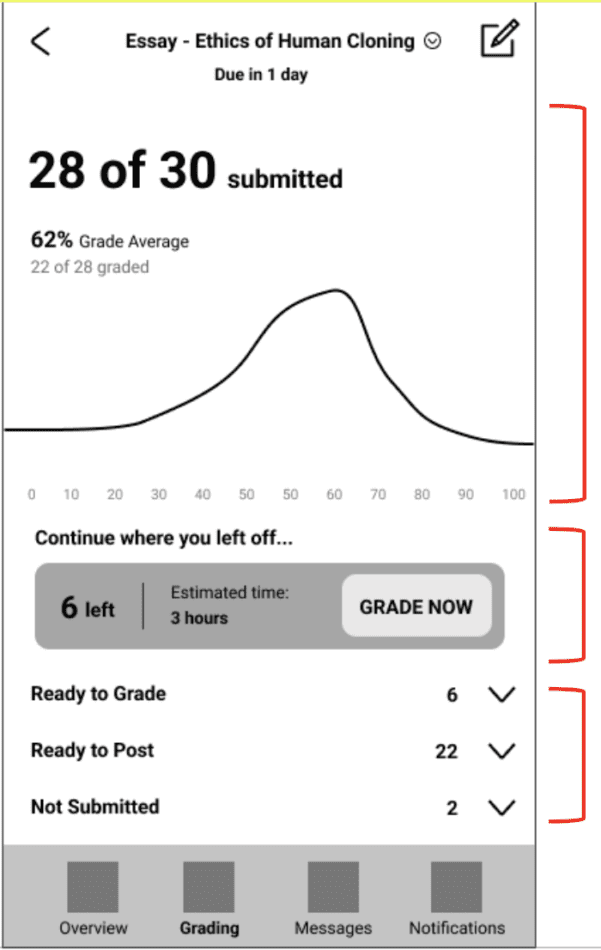 Essay - Ethics of Human Cloning
Due in 1 day
28 of 30 submitted
62% Grade Average
22 of 28 graded
0 10 20 30 40 50 50 60 70 80 90 100
Continue where you left off...
6 left
Estimated time:
3 hours
GRADE NOW
Ready to Grade 6
Ready to Post 22
Not Submitted 2
Overview Grading Messages Notifications